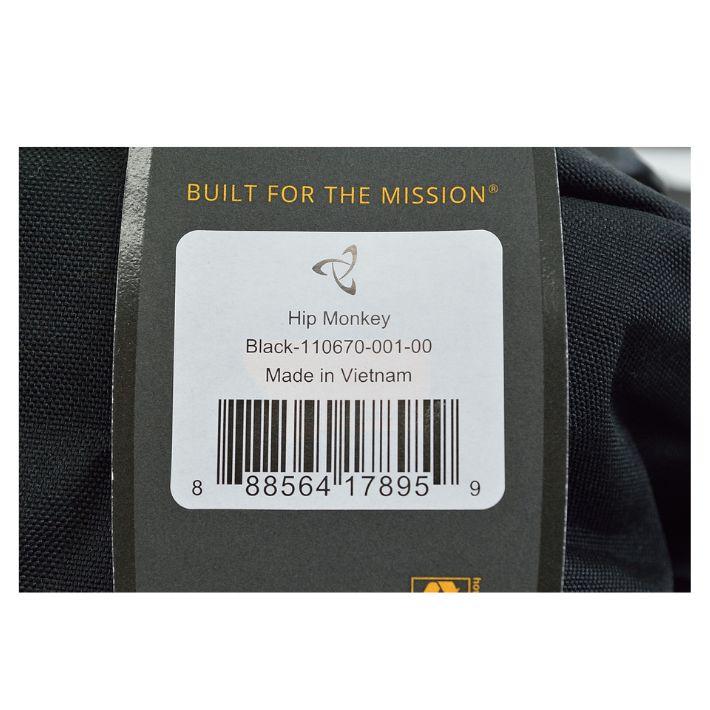 BUILT FOR THE MISSION®
Hip Monkey
Black-110670-001-00
Made in Vietnam
8 88564 17895 9